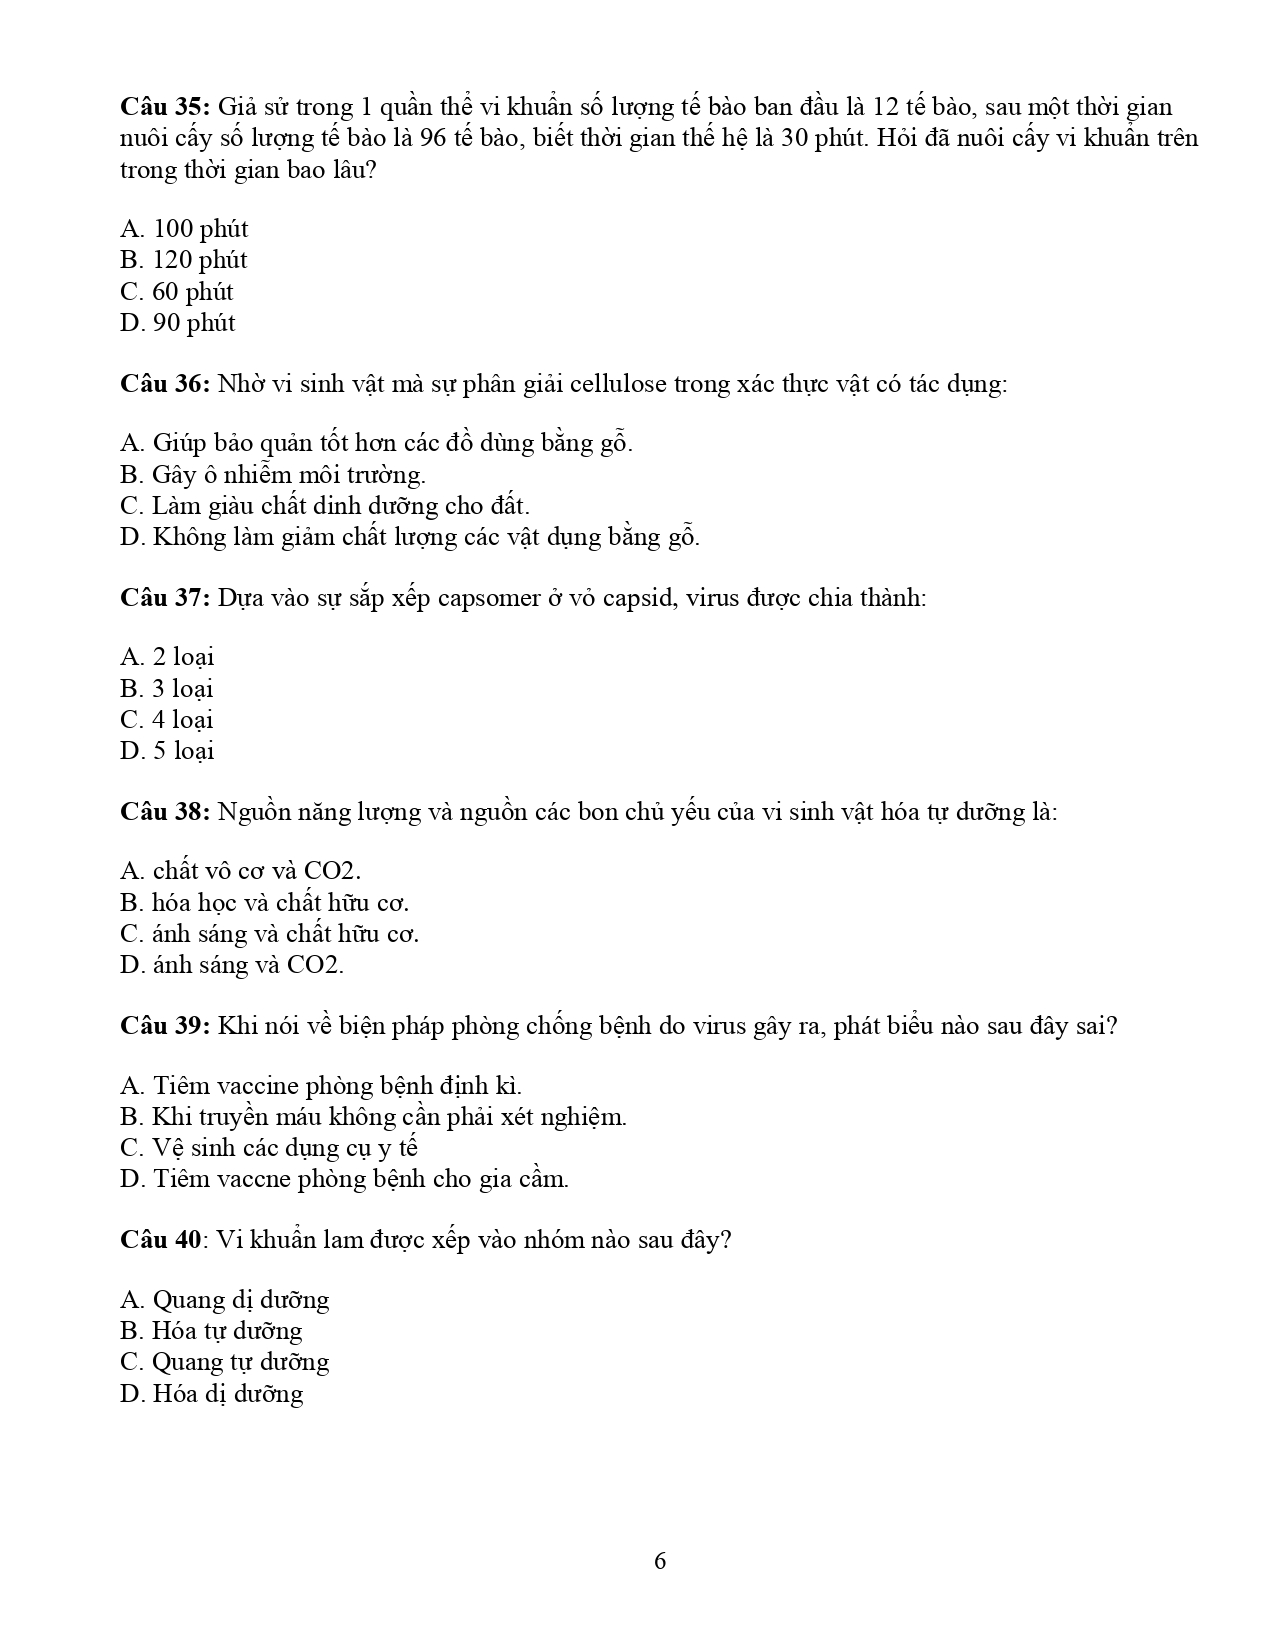 Câu 35: Giả sử trong 1 quần thể vi khuẩn số lượng tế bào ban đầu là 12 tế bào, sau một thời gian
nuôi cấy số lượng tế bào là 96 tế bào, biết thời gian thế hệ là 30 phút. Hỏi đã nuôi cấy vi khuẩn trên
trong thời gian bao lâu?
A. 100 phút
B. 120 phút
C. 60 phút
D. 90 phút
Câu 36: Nhờ vi sinh vật mà sự phân giải cellulose trong xác thực vật có tác dụng:
A. Giúp bảo quản tốt hơn các đồ dùng bằng gỗ.
B. Gây ô nhiễm môi trường.
C. Làm giàu chất dinh dưỡng cho đất.
D. Không làm giảm chất lượng các vật dụng bằng gỗ.
Câu 37: Dựa vào sự sắp xếp capsomer ở vỏ capsid, virus được chia thành:
A. 2 loại
B. 3 loại
C. 4 loại
D. 5 loại
Câu 38: Nguồn năng lượng và nguồn các bon chủ yếu của vi sinh vật hóa tự dưỡng là:
A. chất vô cơ và CO2.
B. hóa học và chất hữu cơ.
C. ánh sáng và chất hữu cơ.
D. ánh sáng và CO2.
Câu 39: Khi nói về biện pháp phòng chống bệnh do virus gây ra, phát biểu nào sau đây sai?
A. Tiêm vaccine phòng bệnh định kì.
B. Khi truyền máu không cần phải xét nghiệm.
C. Vệ sinh các dụng cụ y tế
D. Tiêm vaccne phòng bệnh cho gia cầm.
Câu 40: Vi khuẩn lam được xếp vào nhóm nào sau đây?
A. Quang dị dưỡng
B. Hóa tự dưỡng
C. Quang tự dưỡng
D. Hóa dị dưỡng
6